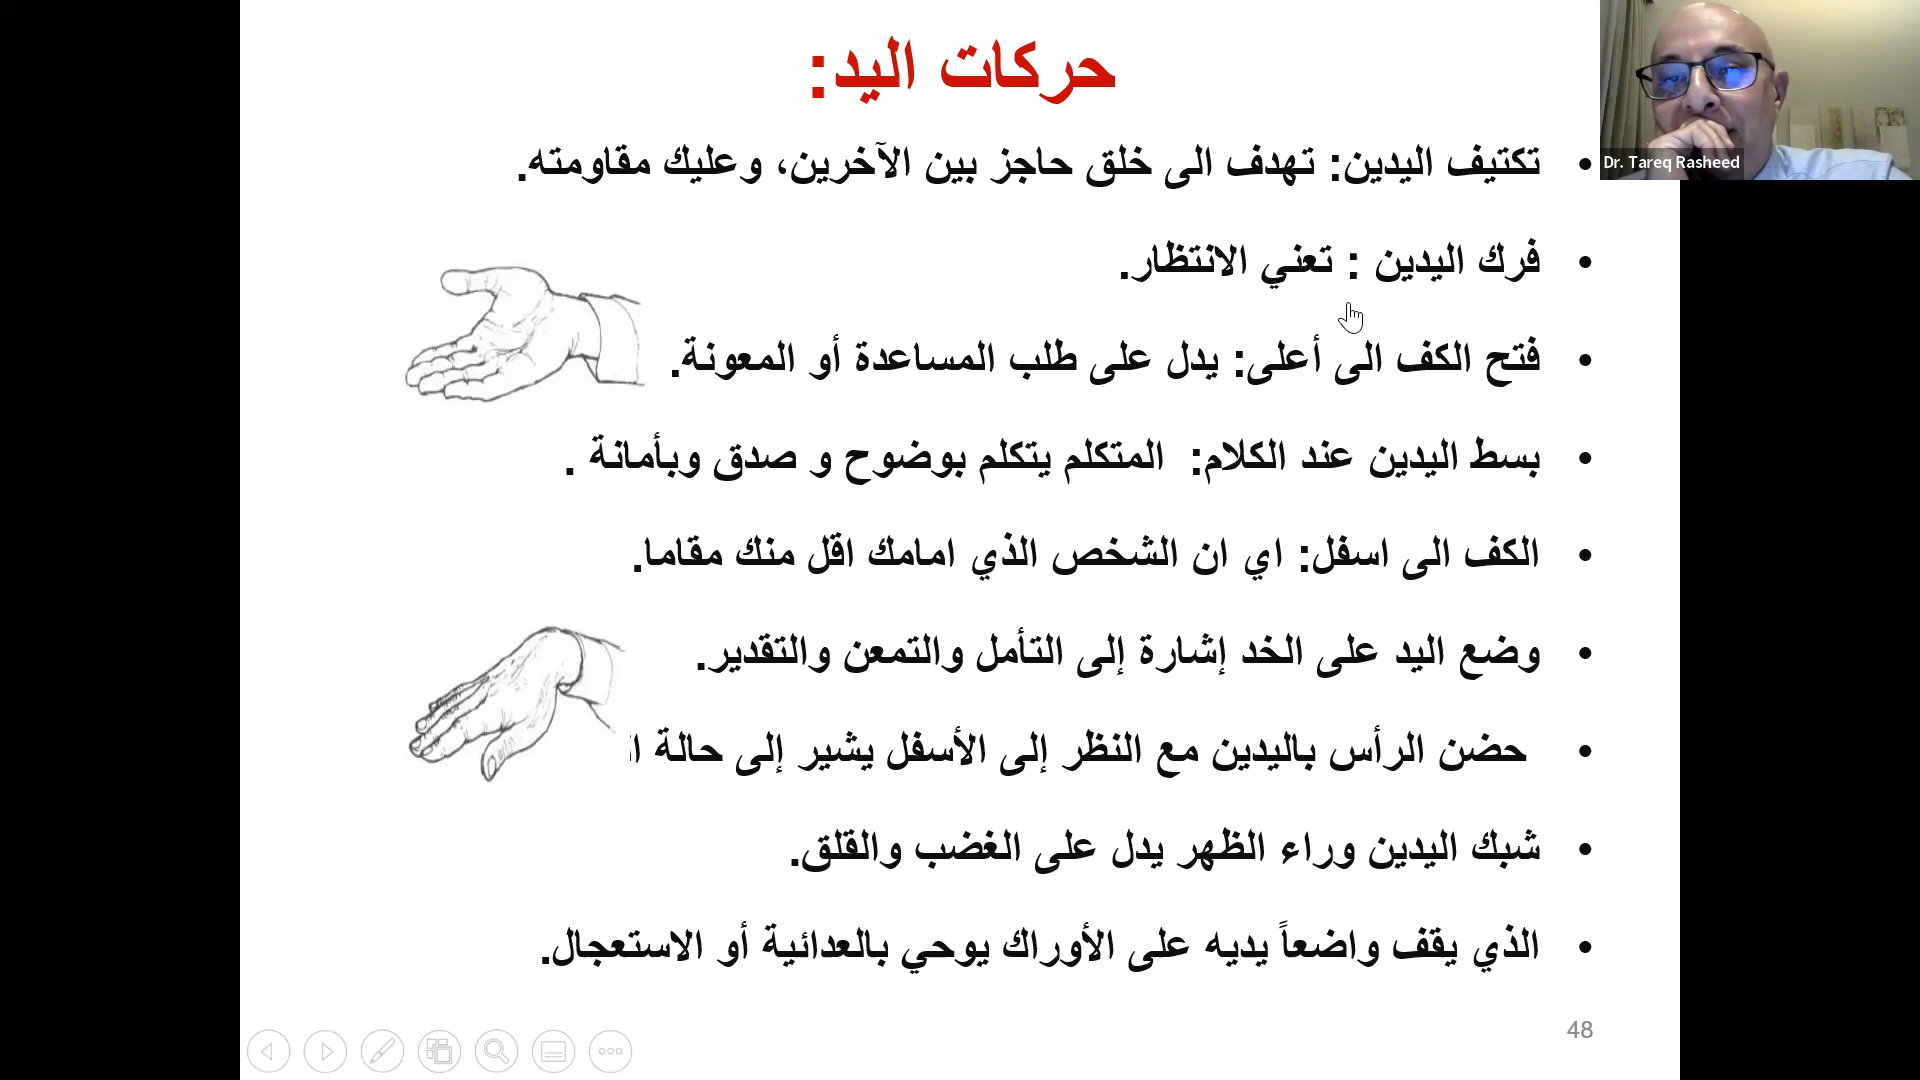 حركات اليد:
Dr. Tareq Rasheed
• تكتيف اليدين: تهدف الى خلق حاجز بين الآخرين، وعليك مقاومته.
• فرك اليدين : تعني الانتظار.
• فتح الكف الى أعلى: يدل على طلب المساعدة أو المعونة.
• بسط اليدين عند الكلام: المتكلم يتكلم بوضوح و صدق وبأمانة .
• الكف الى اسفل: اي ان الشخص الذي امامك اقل منك مقاما.
• وضع اليد على الخد إشارة إلى التأمل والتمعن والتقدير.
• حضن الرأس باليدين مع النظر إلى الأسفل يشير إلى حالة
• شبك اليدين وراء الظهر يدل على الغضب والقلق.
• الذي يقف واضعاً يديه على الأوراك يوحي بالعدائية أو الاستعجال.
48